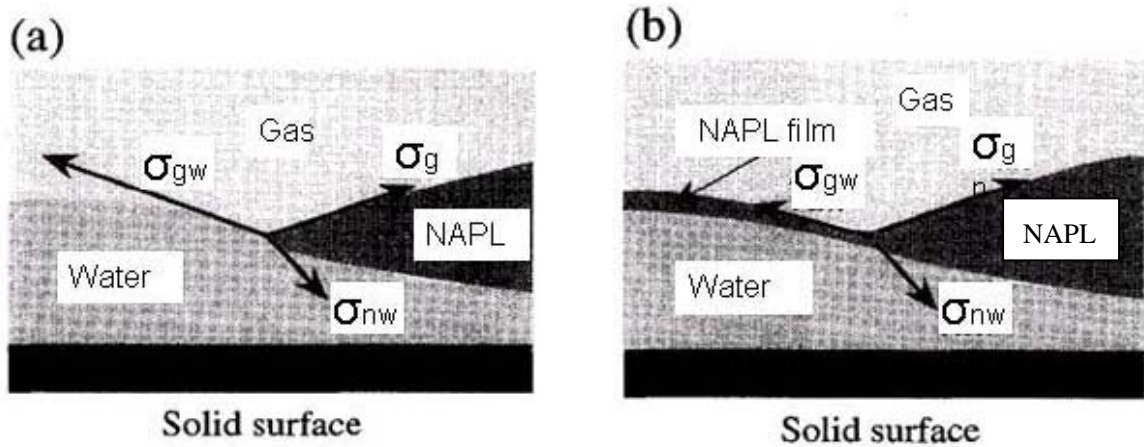 (a)
Gas
σgw
σg
NAPL
Water
σnw
Solid surface
(b)
Gas
NAPL film
σg
n
σgw
NAPL
Water
σnw
Solid surface